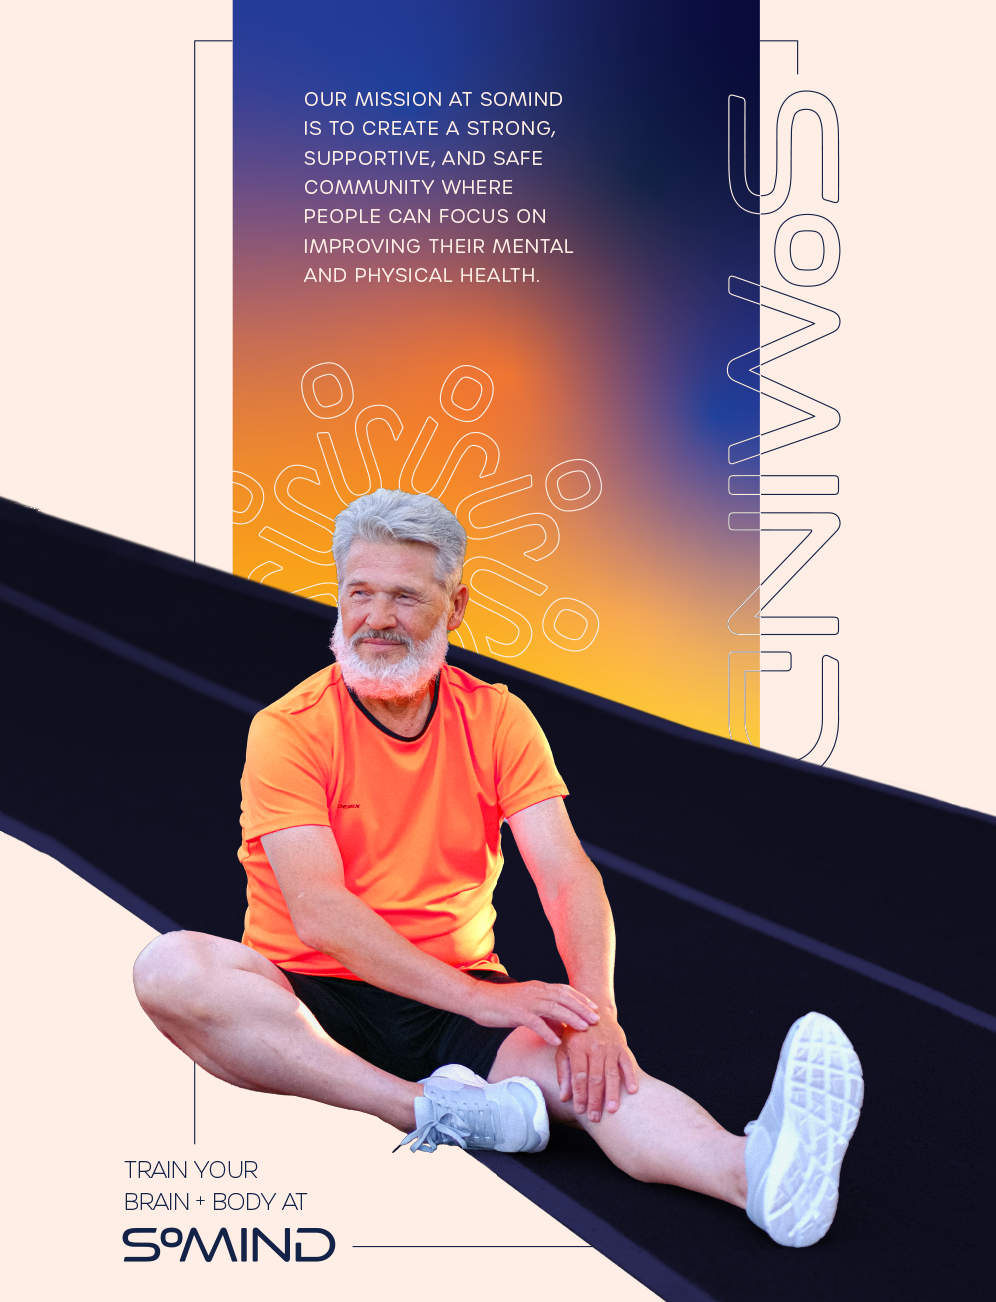 OUR MISSION AT SOMIND
IS TO CREATE A STRONG,
SUPPORTIVE, AND SAFE
COMMUNITY WHERE
PEOPLE CAN FOCUS ON
IMPROVING THEIR MENTAL
AND PHYSICAL HEALTH.
SoMIND
TRAIN YOUR
BRAIN + BODY AT
SoMIND